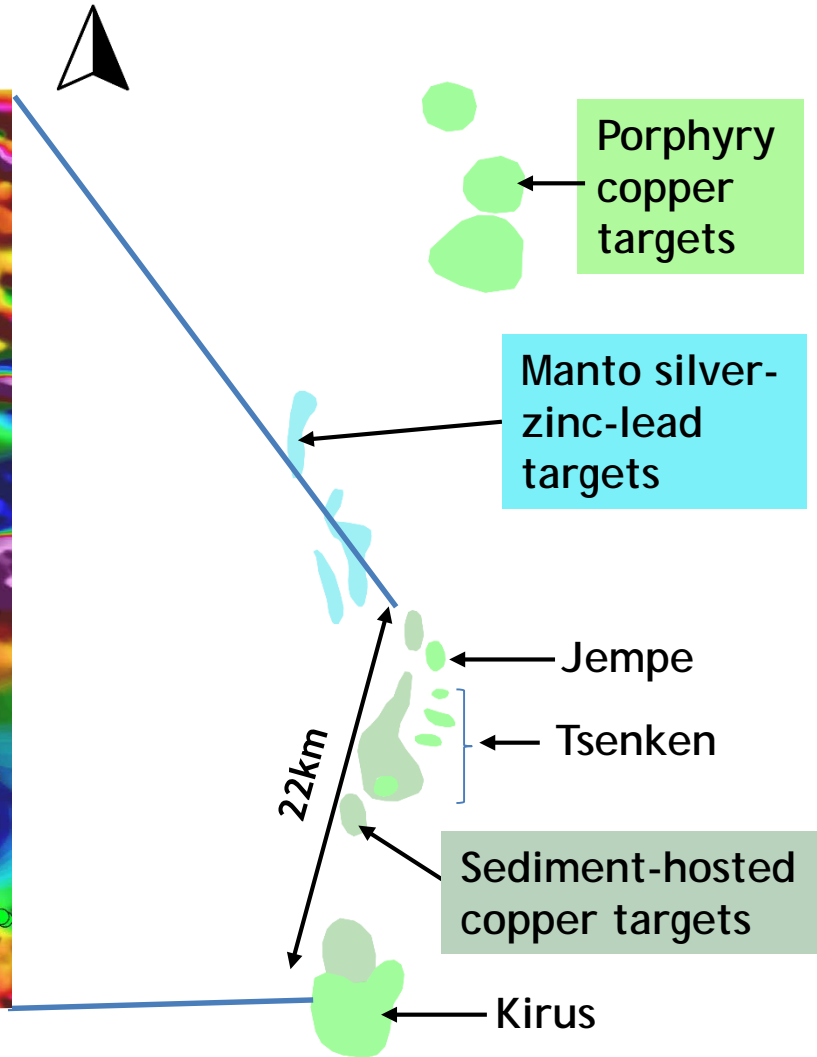 Porphyry
copper
targets
Manto silver-
zinc-lead
targets
Jempe
Tsenken
22km
Sediment-hosted
copper targets
Kirus